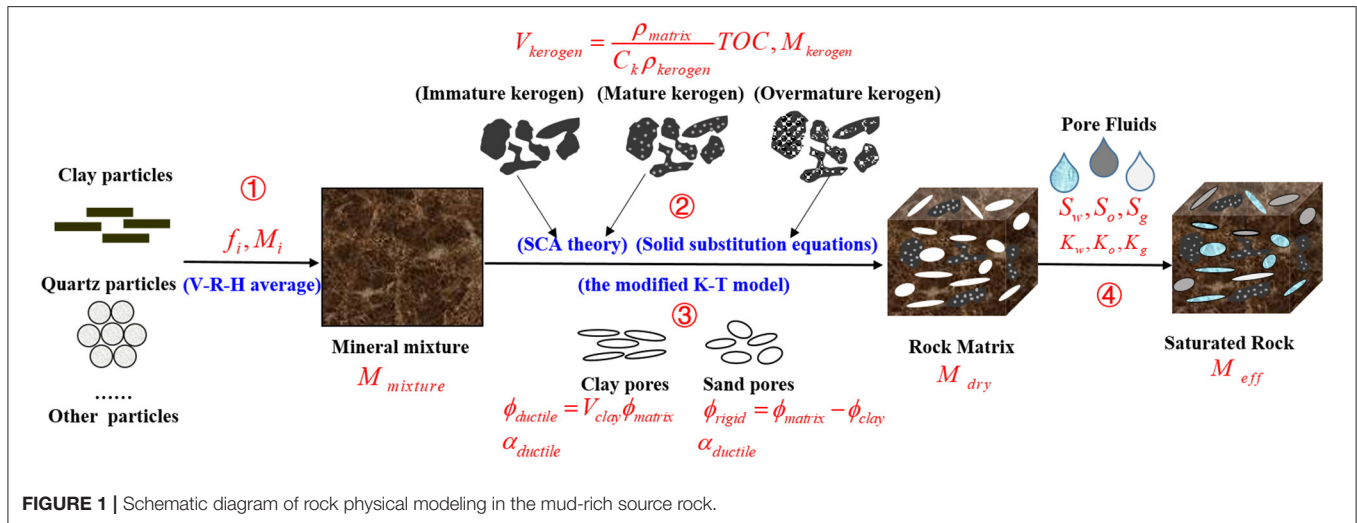 V_kerogen = ρ_matrix / C_k ρ_kerogen TOC, M_kerogen
(Immature kerogen) (Mature kerogen) (Overmature kerogen)
Clay particles
①
f_i, M_i
(V-R-H average)
Quartz particles
......
Other particles
Mineral mixture
M_mixture
②
(SCA theory) (Solid substitution equations)
(the modified K-T model)
③
Clay pores
ϕ_ductile = V_clay ϕ_matrix
α_ductile
Sand pores
ϕ_rigid = ϕ_matrix − ϕ_clay
α_ductile
Rock Matrix
M_dry
Pore Fluids
S_w, S_o, S_g
K_w, K_o, K_g
④
Saturated Rock
M_eff
FIGURE 1 | Schematic diagram of rock physical modeling in the mud-rich source rock.